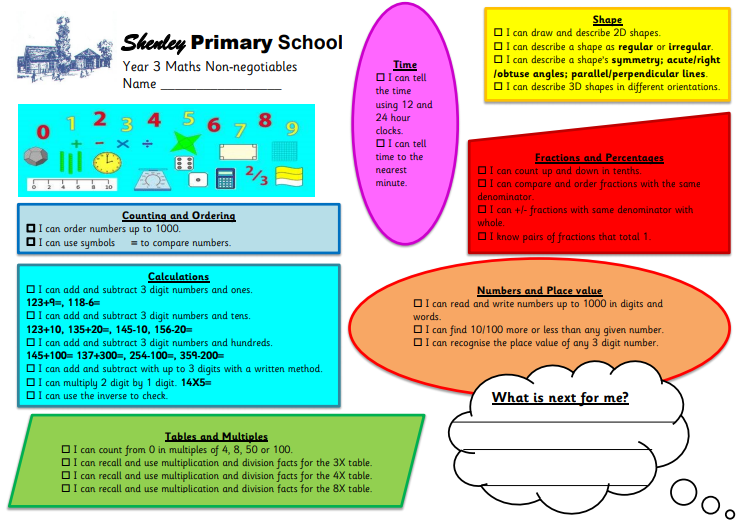 Shenley Primary School
Year 3 Maths Non-negotiables
Name ___________________
0 1 2 3 4 5 6 7 8 9
+ - × ÷
2/3
0 2 4 6 8 10
Counting and Ordering
☐ I can order numbers up to 1000.
☐ I can use symbols = to compare numbers.
Calculations
☐ I can add and subtract 3 digit numbers and ones.
123+9=, 118-6=
☐ I can add and subtract 3 digit numbers and tens.
123+10, 135+20=, 145-10, 156-20=
☐ I can add and subtract 3 digit numbers and hundreds.
145+100= 137+300=, 254-100=, 359-200=
☐ I can add and subtract with up to 3 digits with a written method.
☐ I can multiply 2 digit by 1 digit. 14X5=
☐ I can use the inverse to check.
Tables and Multiples
☐ I can count from 0 in multiples of 4, 8, 50 or 100.
☐ I can recall and use multiplication and division facts for the 3X table.
☐ I can recall and use multiplication and division facts for the 4X table.
☐ I can recall and use multiplication and division facts for the 8X table.
Time
☐ I can tell
the time
using 12 and
24 hour
clocks.
☐ I can tell
time to the
nearest
minute.
Shape
☐ I can draw and describe 2D shapes.
☐ I can describe a shape as regular or irregular.
☐ I can describe a shape's symmetry; acute/right
/obtuse angles; parallel/perpendicular lines.
☐ I can describe 3D shapes in different orientations.
Fractions and Percentages
☐ I can count up and down in tenths.
☐ I can compare and order fractions with the same
denominator.
☐ I can +/- fractions with same denominator with
whole.
☐ I know pairs of fractions that total 1.
Numbers and Place value
☐ I can read and write numbers up to 1000 in digits and
words.
☐ I can find 10/100 more or less than any given number.
☐ I can recognise the place value of any 3 digit number.
What is next for me?